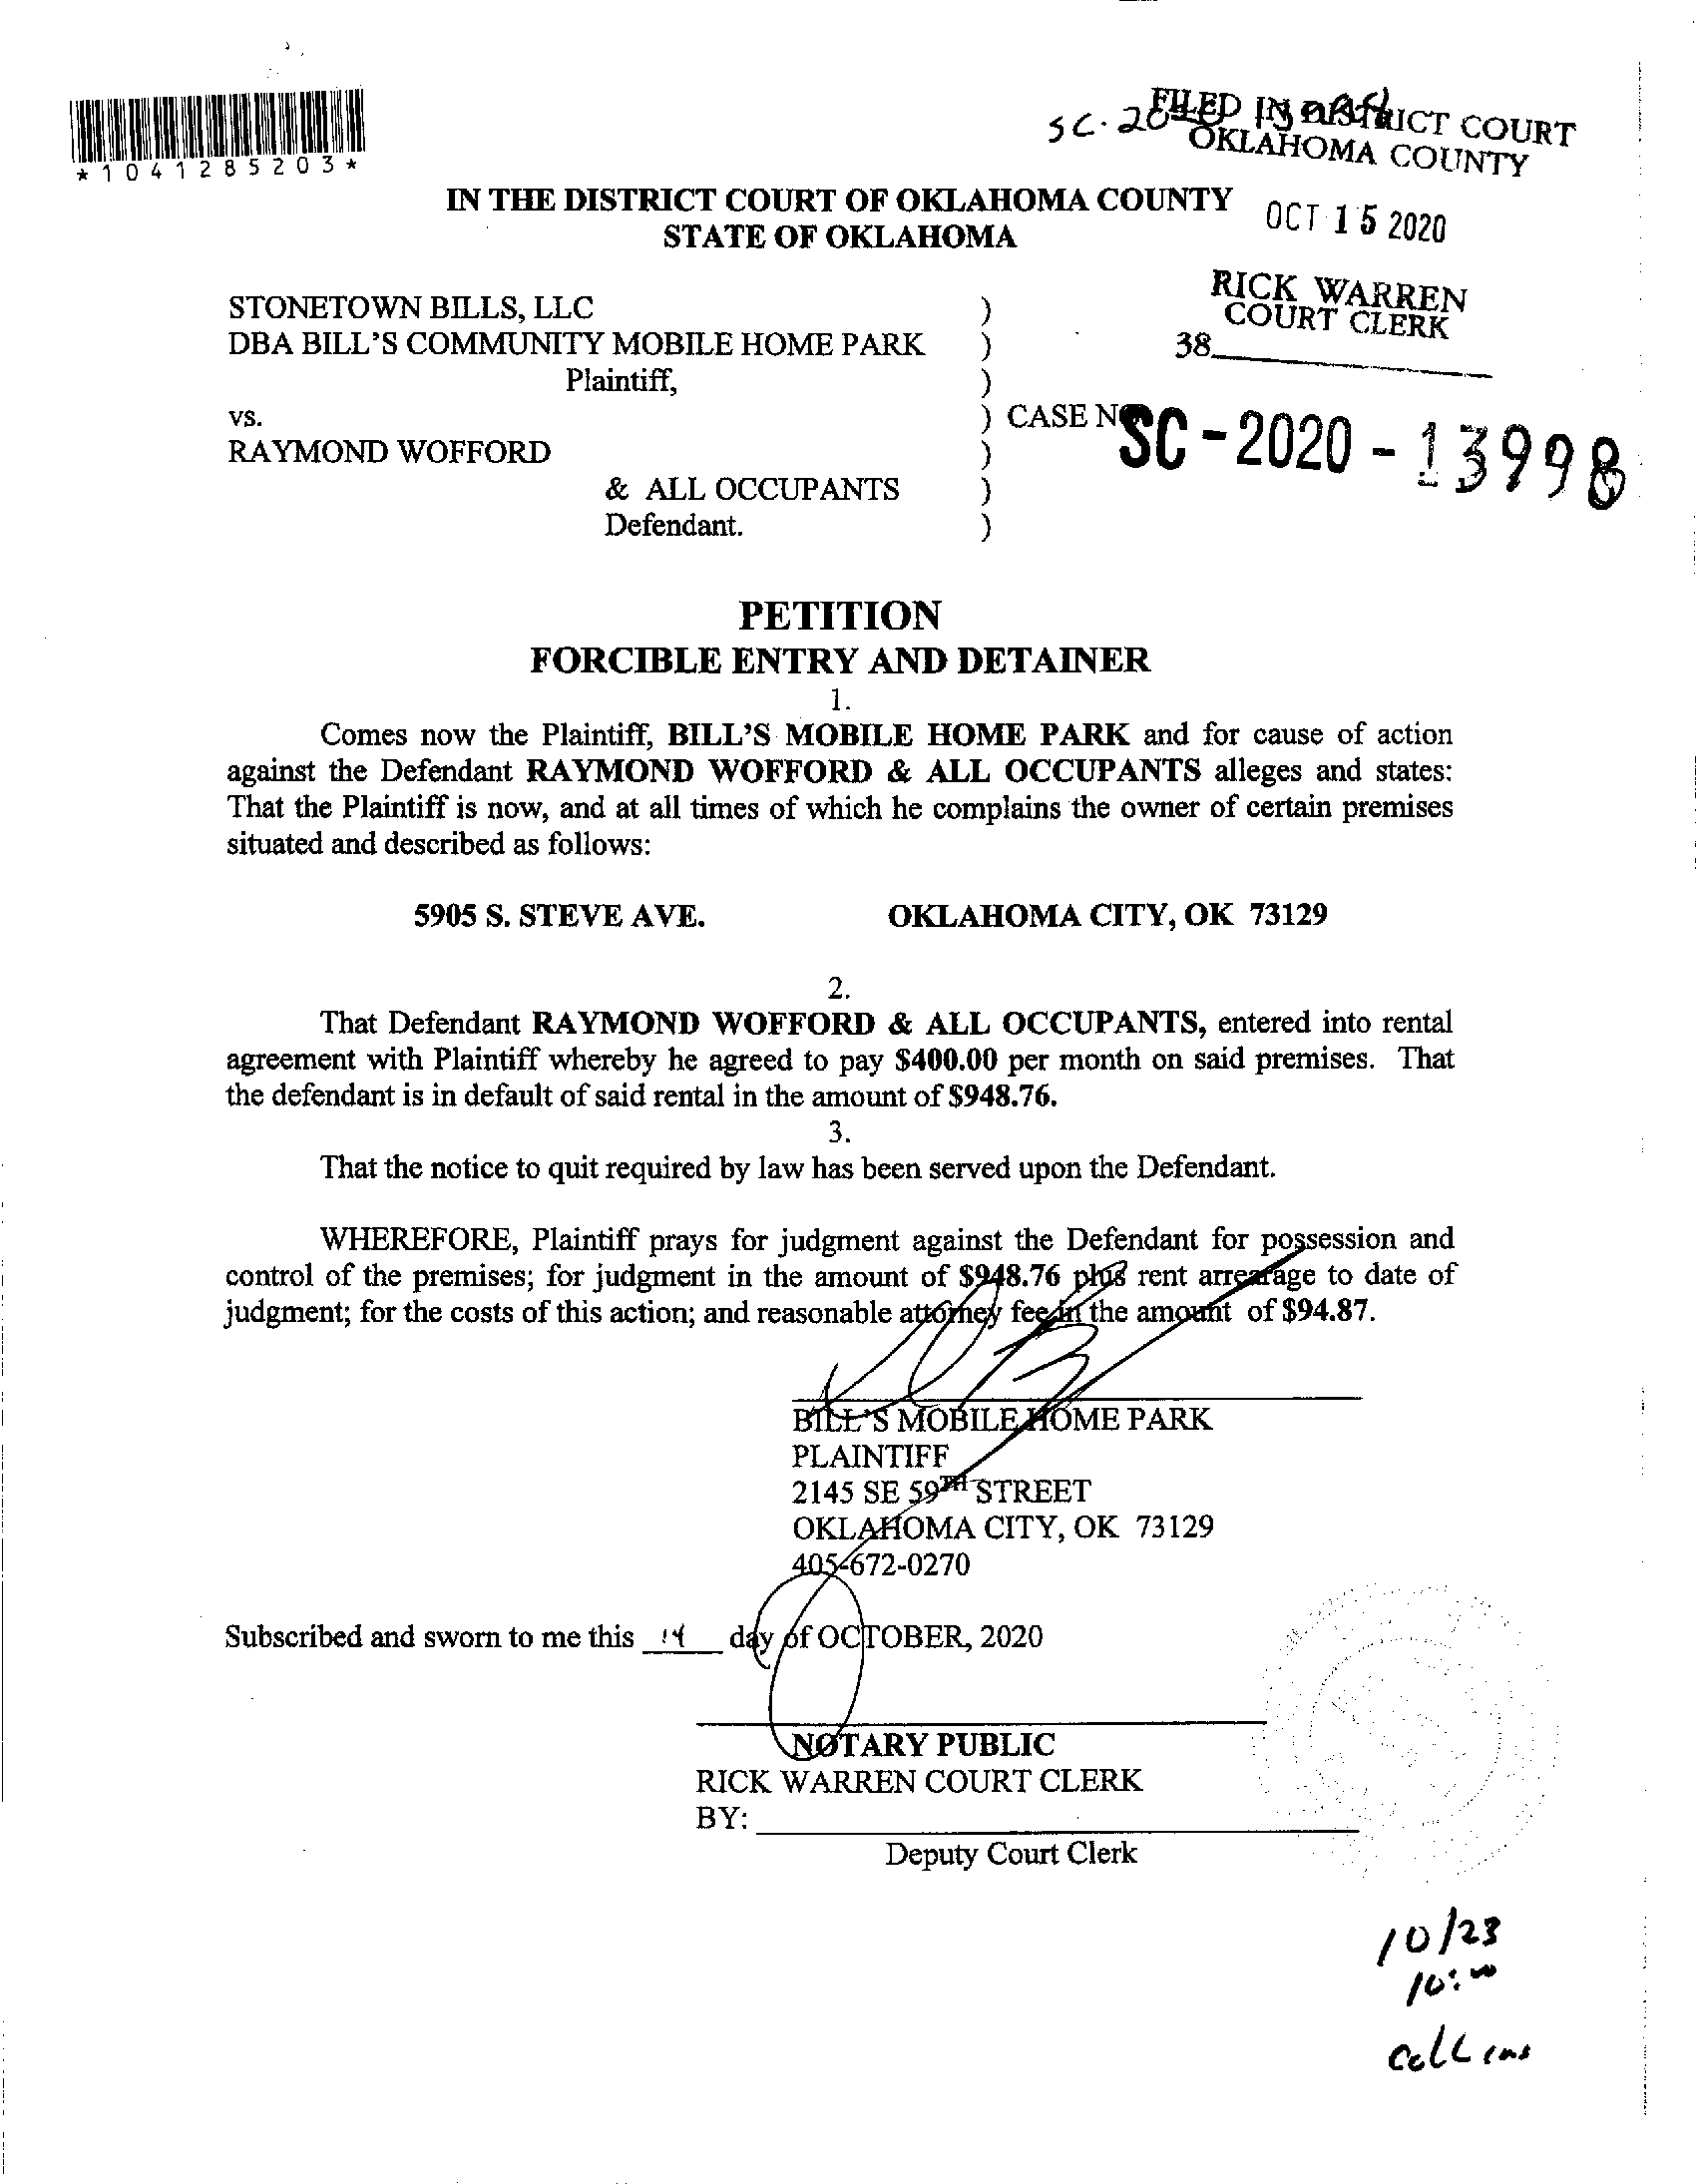 *1041285203*
FILED IN DISTRICT COURT
OKLAHOMA COUNTY
OCT 15 2020
RICK WARREN
COURT CLERK
38
IN THE DISTRICT COURT OF OKLAHOMA COUNTY
STATE OF OKLAHOMA
STONETOWN BILLS, LLC )
DBA BILL'S COMMUNITY MOBILE HOME PARK )
Plaintiff, )
vs. ) CASE
SC-2020-13998
RAYMOND WOFFORD )
& ALL OCCUPANTS )
Defendant. )
PETITION
FORCIBLE ENTRY AND DETAINER
1.
Comes now the Plaintiff, BILL'S MOBILE HOME PARK and for cause of action
against the Defendant RAYMOND WOFFORD & ALL OCCUPANTS alleges and states:
That the Plaintiff is now, and at all times of which he complains the owner of certain premises
situated and described as follows:
5905 S. STEVE AVE. OKLAHOMA CITY, OK 73129
2.
That Defendant RAYMOND WOFFORD & ALL OCCUPANTS, entered into rental
agreement with Plaintiff whereby he agreed to pay $400.00 per month on said premises. That
the defendant is in default of said rental in the amount of $948.76.
3.
That the notice to quit required by law has been served upon the Defendant.
WHEREFORE, Plaintiff prays for judgment against the Defendant for possession and
control of the premises; for judgment in the amount of $948.76 plus rent arrearage to date of
judgment; for the costs of this action; and reasonable attorney fee in the amount of $94.87.
BILL'S MOBILE HOME PARK
PLAINTIFF
2145 SE 59TH STREET
OKLAHOMA CITY, OK 73129
405-672-0270
Subscribed and sworn to me this 14 day of OCTOBER, 2020
NOTARY PUBLIC
RICK WARREN COURT CLERK
BY:
Deputy Court Clerk
10/23
10:00
Collins